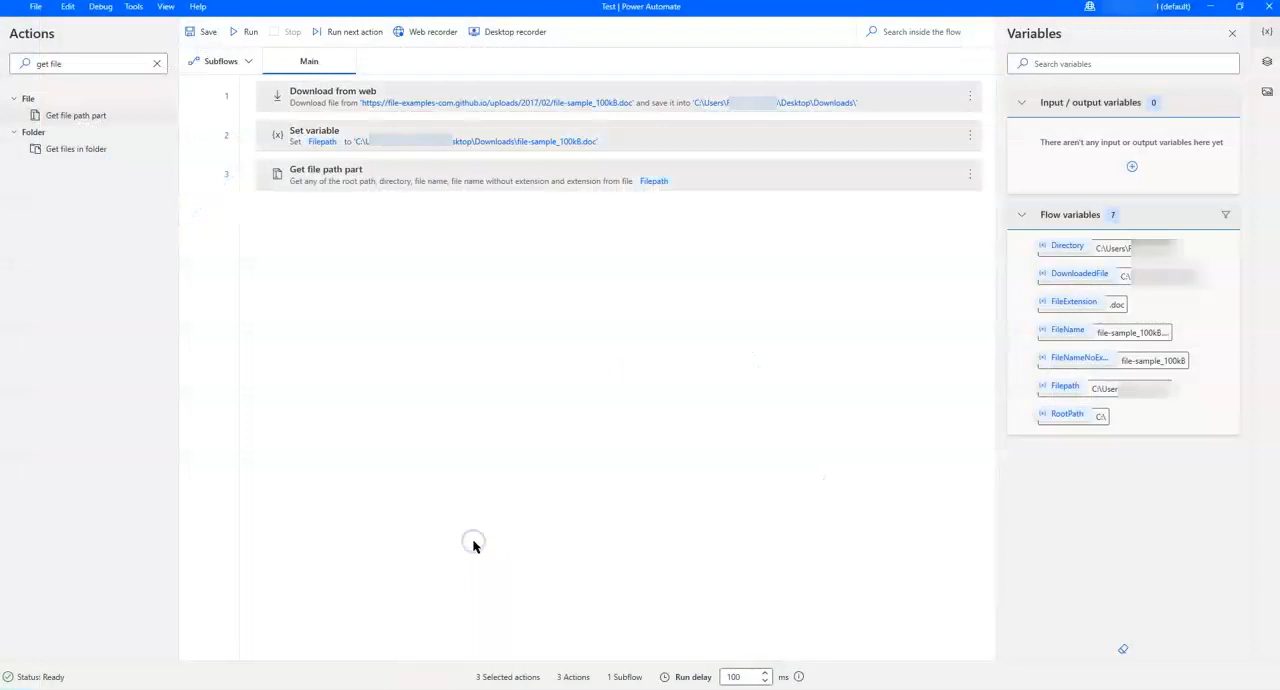 File Edit Debug Tools View Help Test | Power Automate (default)
Actions
Save Run Stop Run next action Web recorder Desktop recorder Search inside the flow
Variables
get file
Subflows Main
Search variables
File
Get file path part
Folder
Get files in folder
1 Download from web
Download file from 'https://file-examples-com.github.io/uploads/2017/02/file-sample_100kB.doc' and save it into 'C:\Users\F \Desktop\Downloads\'
2 Set variable
Set Filepath to 'C:\U sktop\Downloads\file-sample_100kB.doc'
3 Get file path part
Get any of the root path, directory, file name, file name without extension and extension from file Filepath
Input / output variables 0
There aren't any input or output variables here yet
Flow variables 7
Directory C:\Users\F
DownloadedFile C:\
FileExtension .doc
FileName file-sample_100kB....
FileNameNoEx... file-sample_100kB
Filepath C:\User
RootPath C:\
Status: Ready 3 Selected actions 3 Actions 1 Subflow Run delay 100 ms